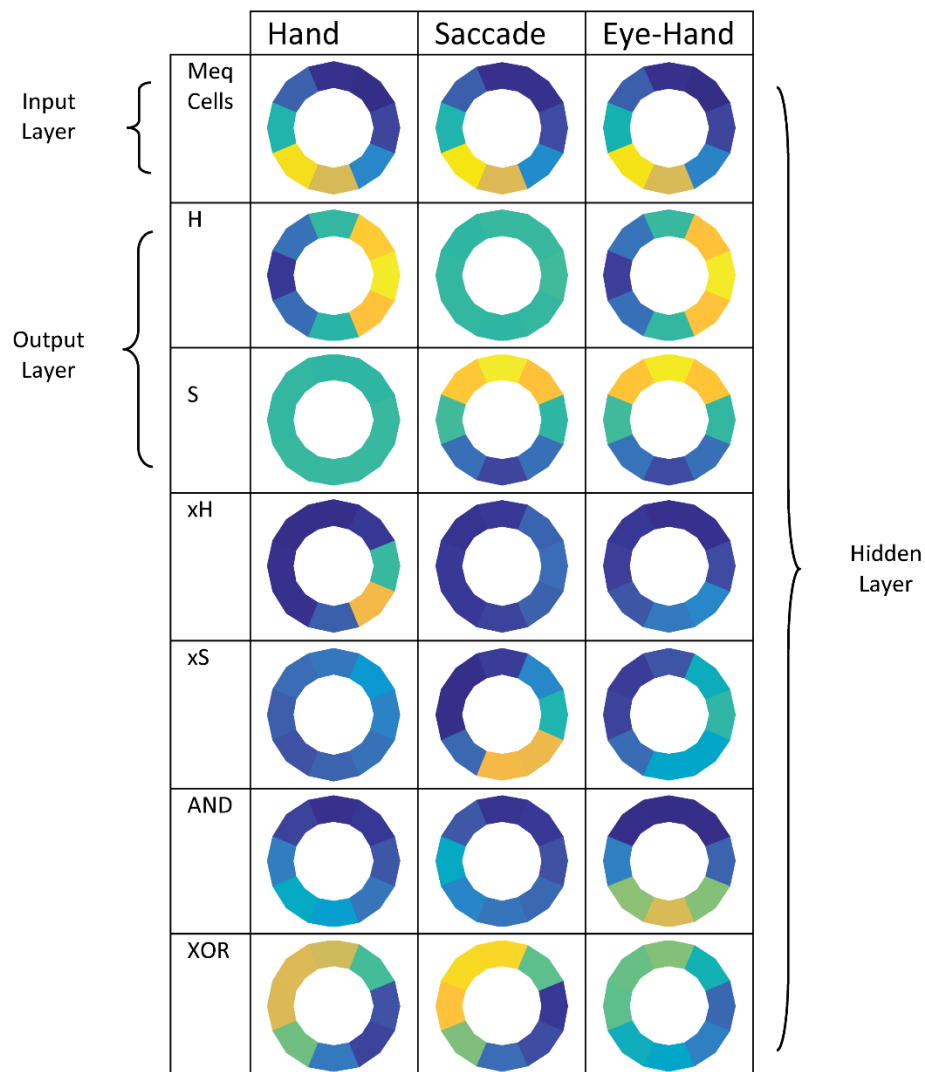 Hand Saccade Eye-Hand
Meq
Cells
Input
Layer
H
Output
Layer
S
xH
Hidden
Layer
xS
AND
XOR